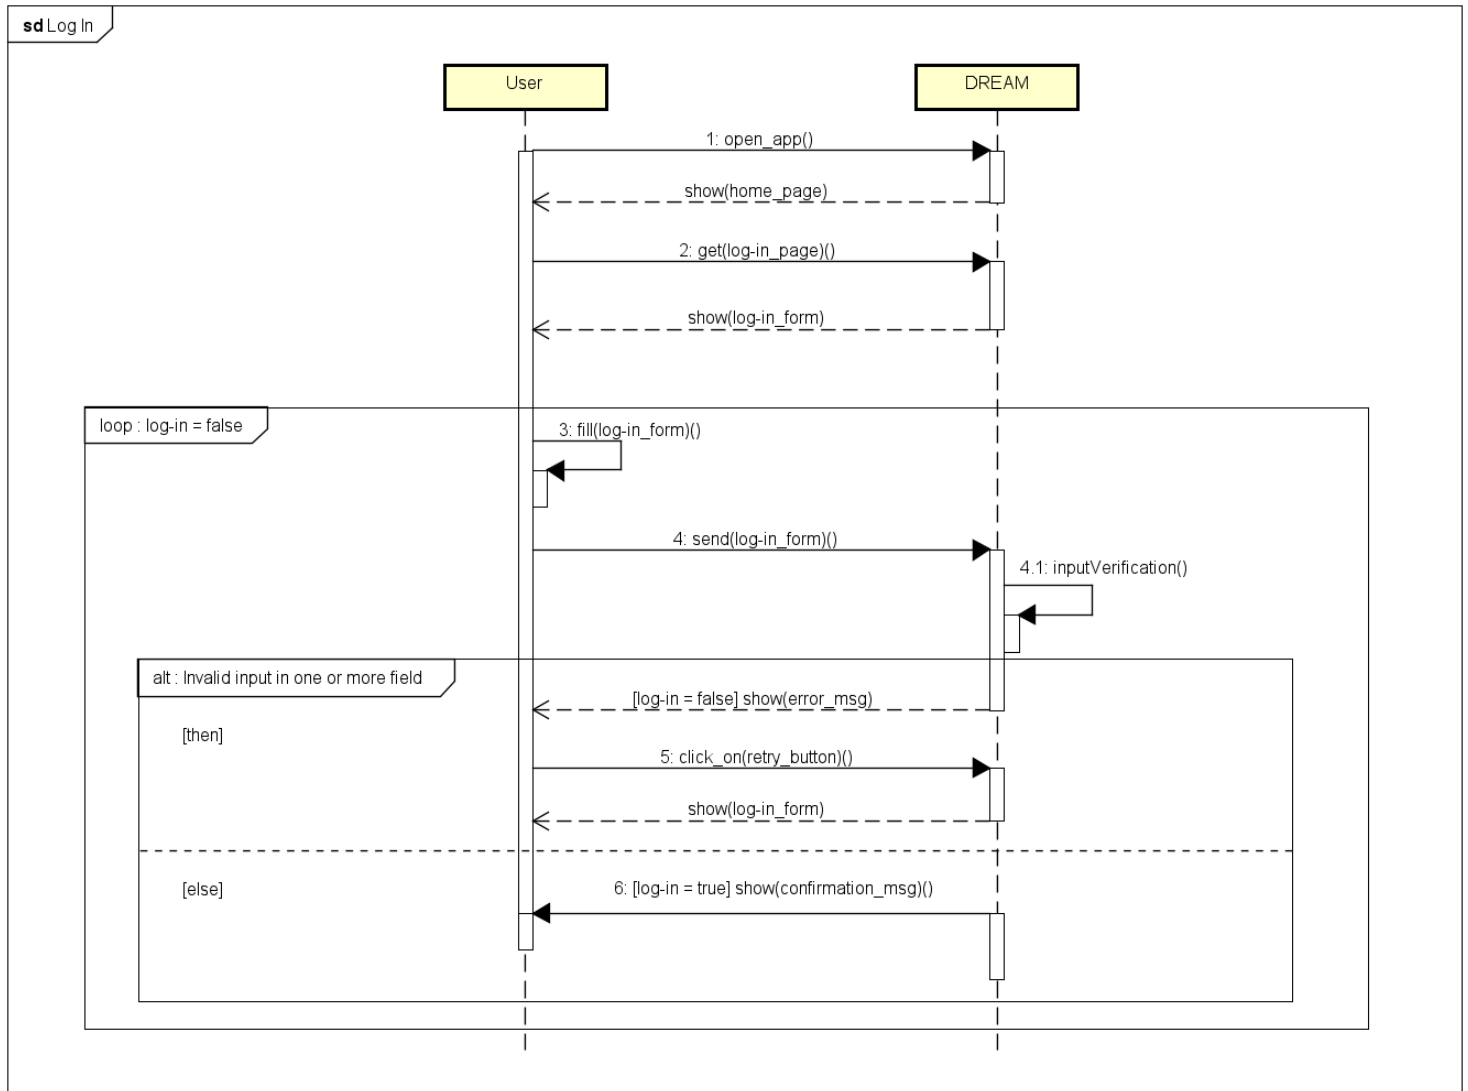 sd Log In
User
DREAM
1: open_app()
show(home_page)
2: get(log-in_page)()
show(log-in_form)
loop : log-in = false
3: fill(log-in_form)()
4: send(log-in_form)()
4.1: inputVerification()
alt : Invalid input in one or more field
[log-in = false] show(error_msg)
[then]
5: click_on(retry_button)()
show(log-in_form)
[else]
6: [log-in = true] show(confirmation_msg)()